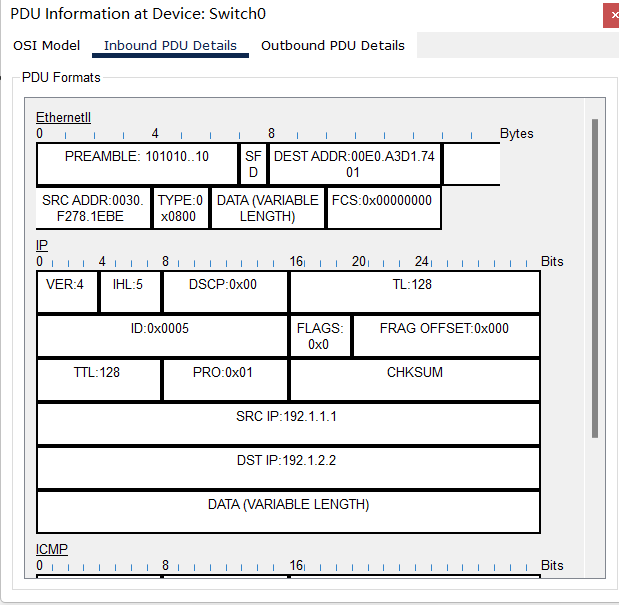 PDU Information at Device: Switch0
OSI Model Inbound PDU Details Outbound PDU Details
PDU Formats
EthernetII
0 4 8 Bytes
PREAMBLE: 101010..10 SF DEST ADDR:00E0.A3D1.74
D 01
SRC ADDR:0030. TYPE:0 DATA (VARIABLE FCS:0x00000000
F278.1EBE x0800 LENGTH)
IP
0 4 8 16 20 24 Bits
VER:4 IHL:5 DSCP:0x00 TL:128
ID:0x0005 FLAGS: FRAG OFFSET:0x000
0x0
TTL:128 PRO:0x01 CHKSUM
SRC IP:192.1.1.1
DST IP:192.1.2.2
DATA (VARIABLE LENGTH)
ICMP
0 8 16 Bits